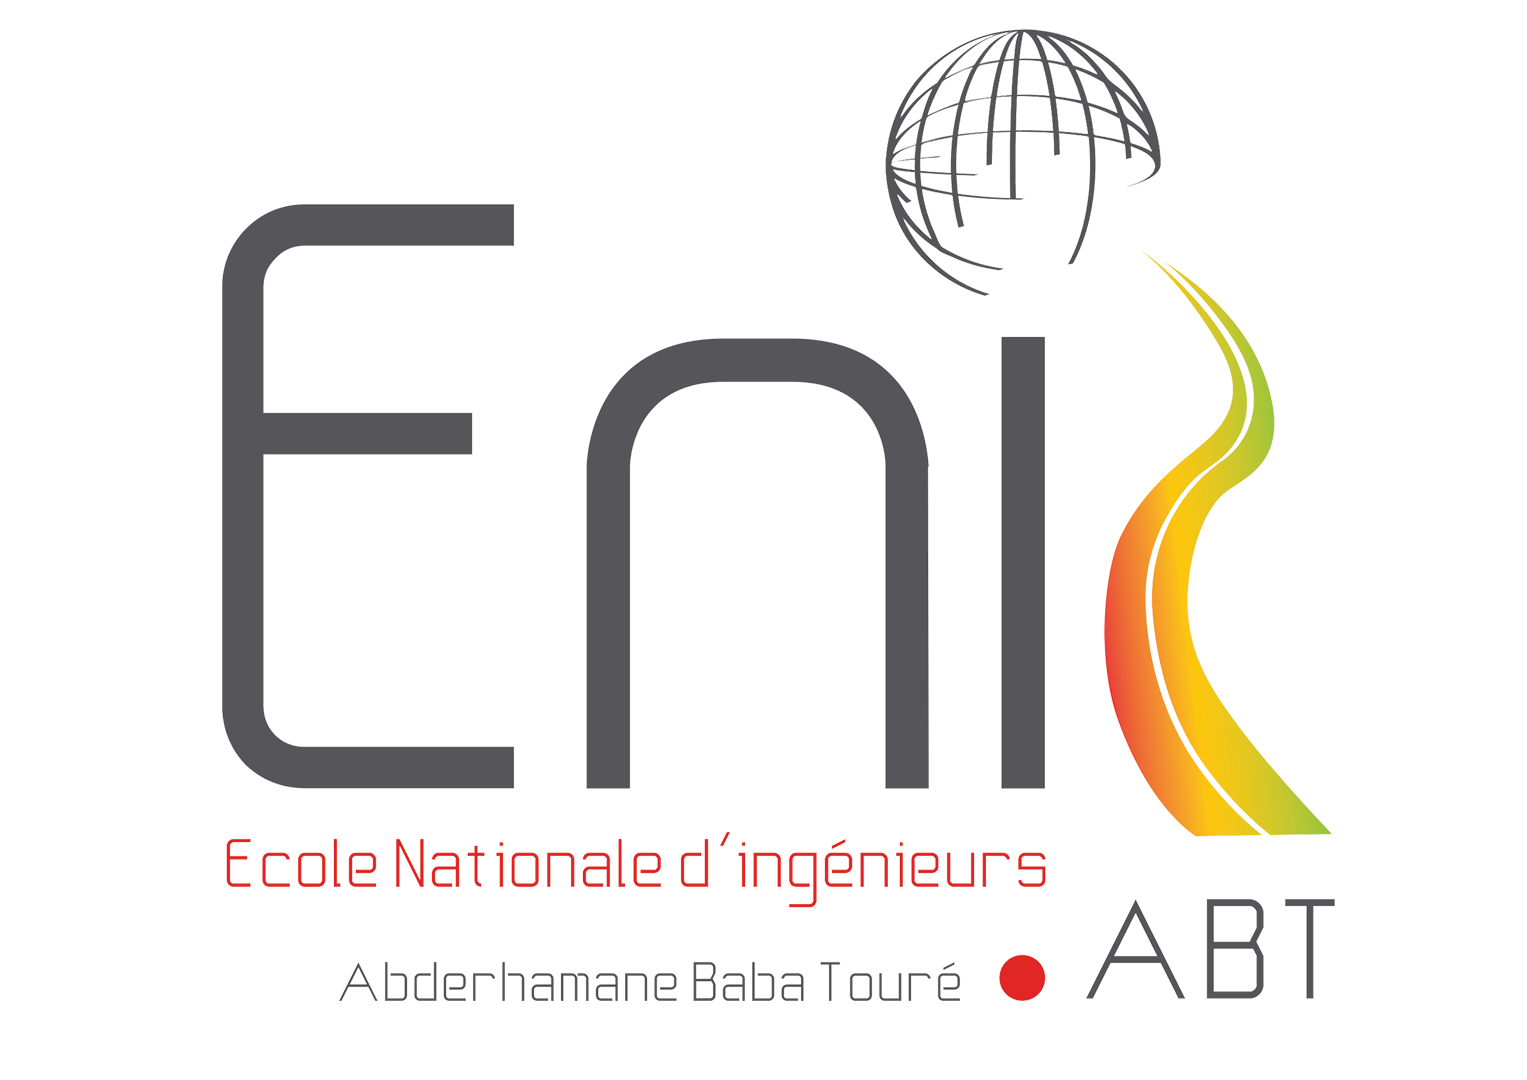 Eni
Ecole Nationale d'ingénieurs
Abderhamane Baba Touré
ABT